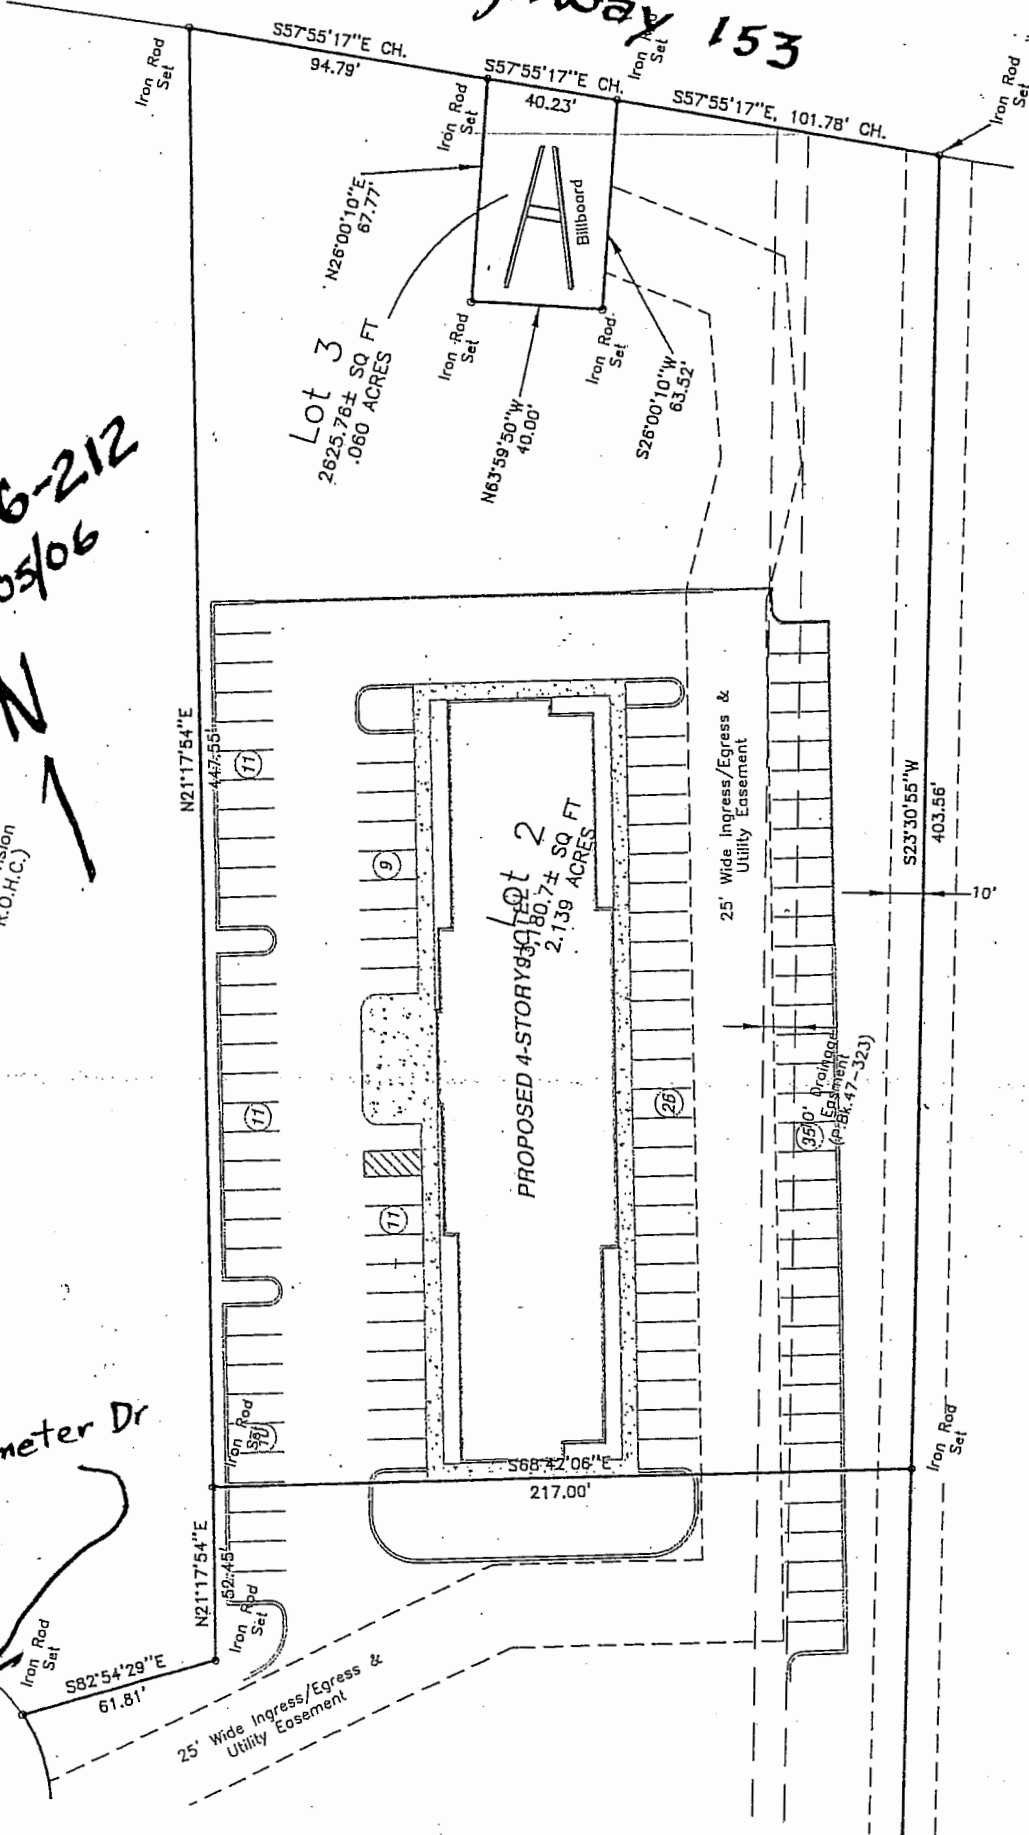 153
S57°55'17"E CH.
94.79'
S57°55'17"E CH.
40.23'
S57°55'17"E, 101.78' CH.
Iron Rod
Set
Iron Rod
Set
Iron Rod
Set
Iron Rod
Set
N26°00'10"E
67.77'
Billboard
Lot 3
2625.76± SQ FT
.060 ACRES
Iron Rod
Set
Iron Rod
Set
N63°59'50"W
40.00'
S26°00'10"W
63.52'
6-212
05/06
N
R.O.H.C.)
N21°17'54"E
447.55'
11
9
Lot 2
2.139 ACRES
PROPOSED 4-STORY
25' Wide Ingress/Egress &
Utility Easement
S23°30'55"W
403.56'
10'
Drainage
Easment
(P.Bk.47-323)
35
26
11
11
Iron Rod
Set
S68°42'06"E
217.00'
Iron Rod
Set
meter Dr
N21°17'54"E
52.45'
Iron Rod
Set
Iron Rod
Set
S82°54'29"E
61.81'
25' Wide Ingress/Egress &
Utility Easement